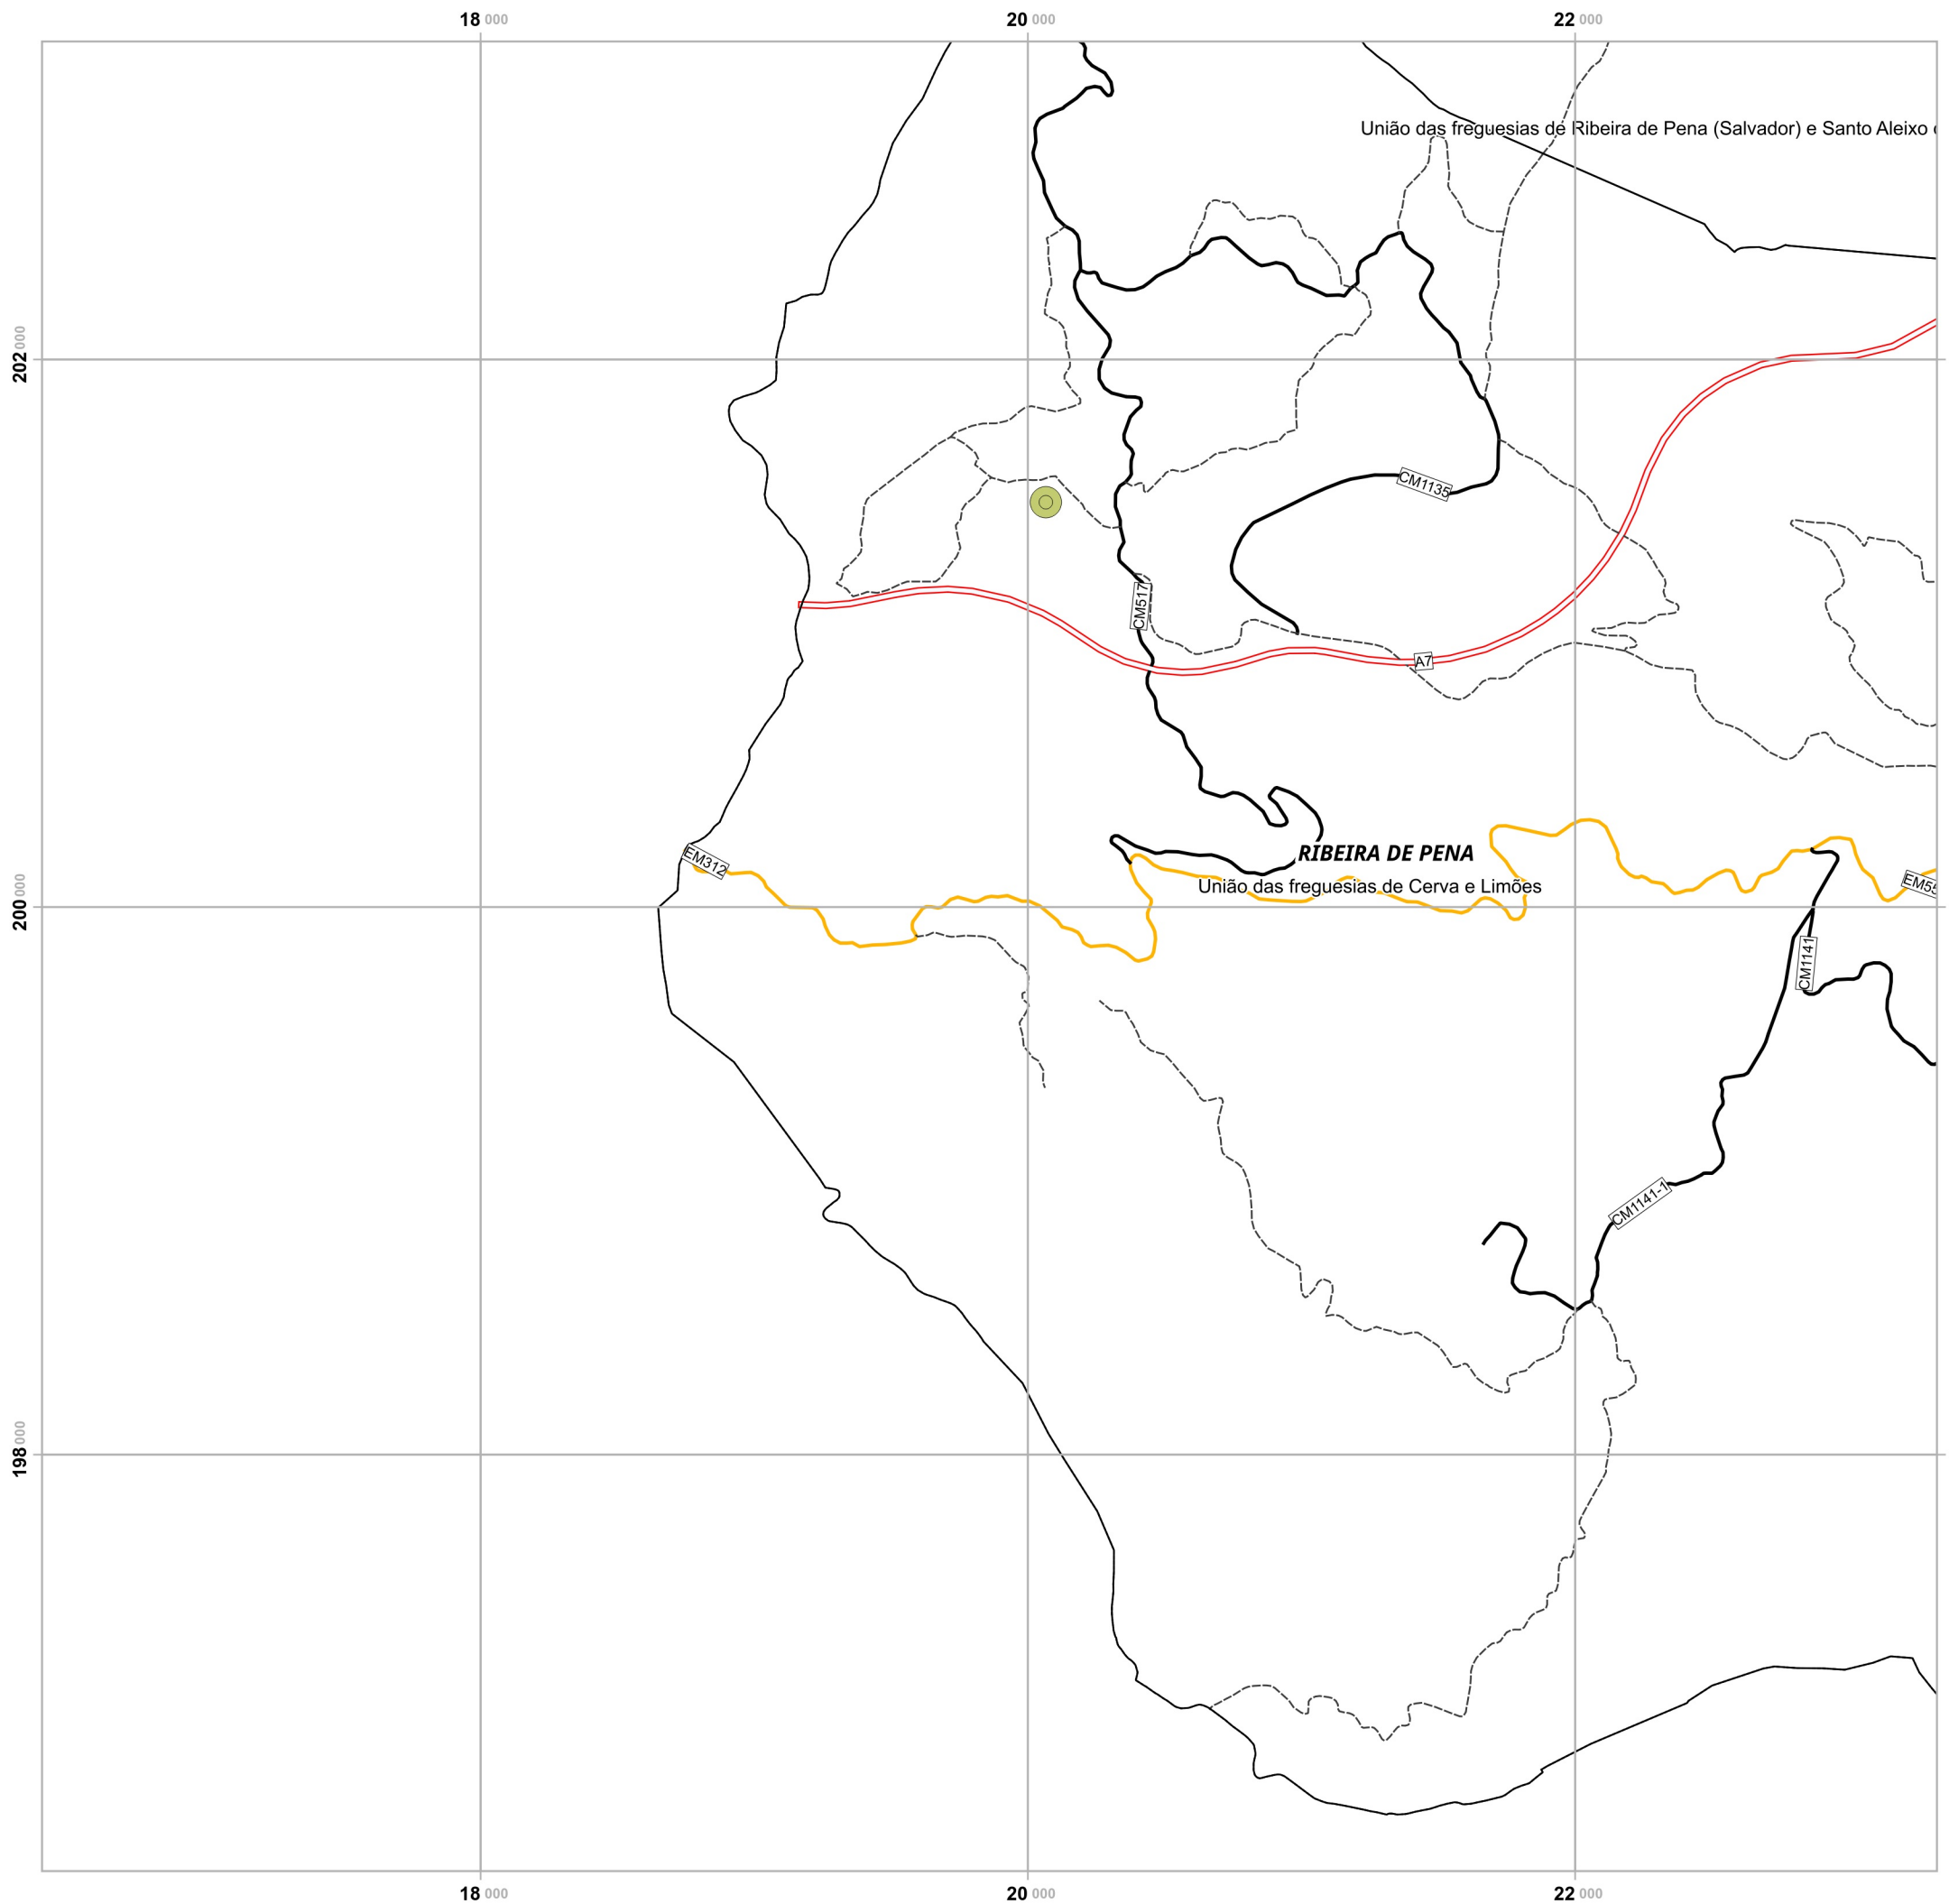 18 000
20 000
22 000
União das freguesias de Ribeira de Pena (Salvador) e Santo Aleixo
202 000
CM1135
CM517
A7
RIBEIRA DE PENA
EM312
União das freguesias de Cerva e Limões
EM55
200 000
CM1141
CM1141-1
198 000
18 000
20 000
22 000